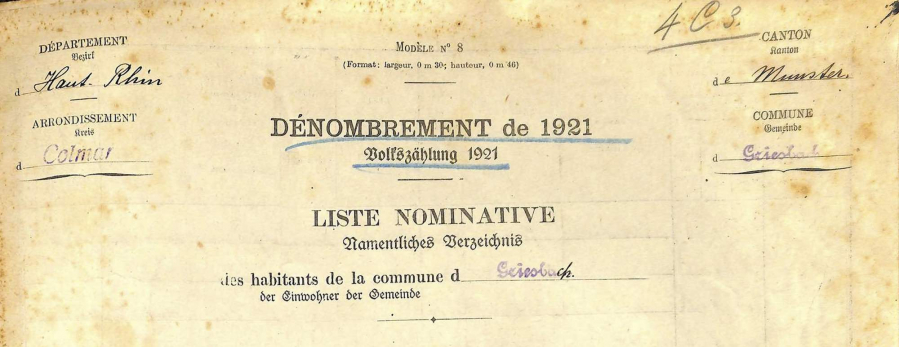 4 C 3.
DÉPARTEMENT
Bezirk
d Haut-Rhin
ARRONDISSEMENT
Kreis
d Colmar
MODÈLE N° 8
(Format: largeur, 0 m 30; hauteur, 0 m 46)
DÉNOMBREMENT de 1921
Volkszählung 1921
LISTE NOMINATIVE
Namentliches Verzeichnis
des habitants de la commune d Griesbach.
der Einwohner der Gemeinde
CANTON
Kanton
de Munster.
COMMUNE
Gemeinde
d Griesbach